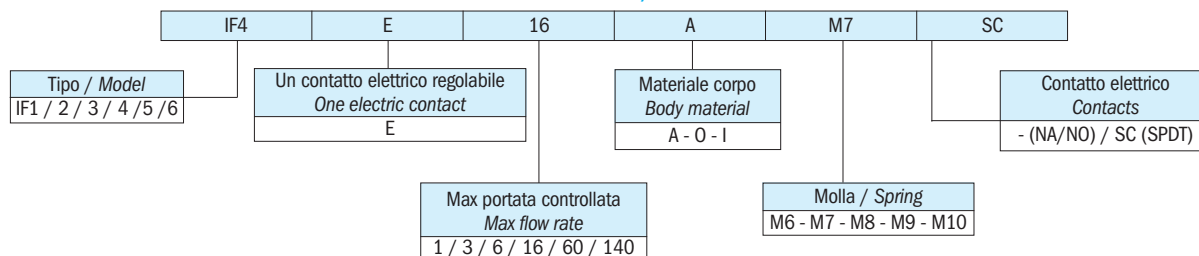 IF4 E 16 A M7 SC
Tipo / Model
IF1 / 2 / 3 / 4 /5 /6
Un contatto elettrico regolabile
One electric contact
E
Materiale corpo
Body material
A - O - I
Contatto elettrico
Contacts
- (NA/NO) / SC (SPDT)
Max portata controllata
Max flow rate
1 / 3 / 6 / 16 / 60 / 140
Molla / Spring
M6 - M7 - M8 - M9 - M10